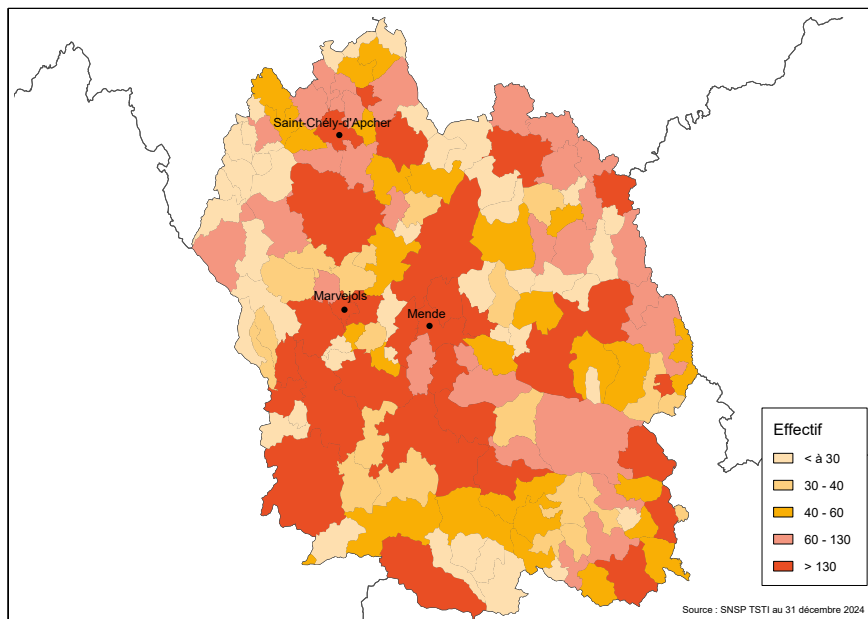 Saint-Chély-d'Apcher
Marvejols
Mende
Effectif
< à 30
30 - 40
40 - 60
60 - 130
> 130
Source : SNSP TSTI au 31 décembre 2024